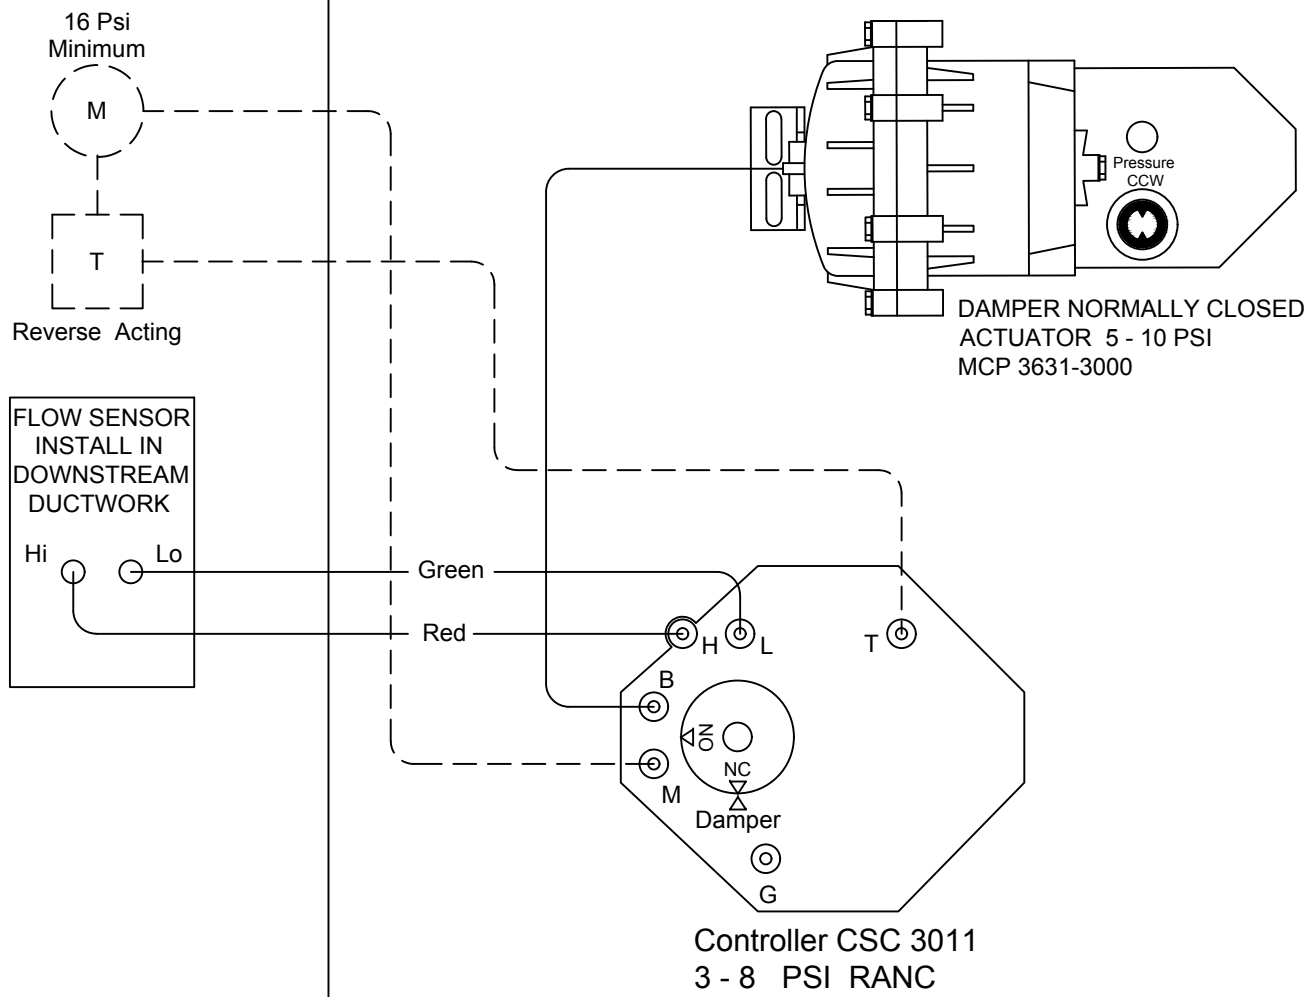 16 Psi
Minimum
M
T
Reverse Acting
FLOW SENSOR
INSTALL IN
DOWNSTREAM
DUCTWORK
Hi
Lo
Green
Red
Pressure
CCW
DAMPER NORMALLY CLOSED
ACTUATOR 5 - 10 PSI
MCP 3631-3000
H
L
T
B
NO
NC
M
Damper
G
Controller CSC 3011
3 - 8 PSI RANC